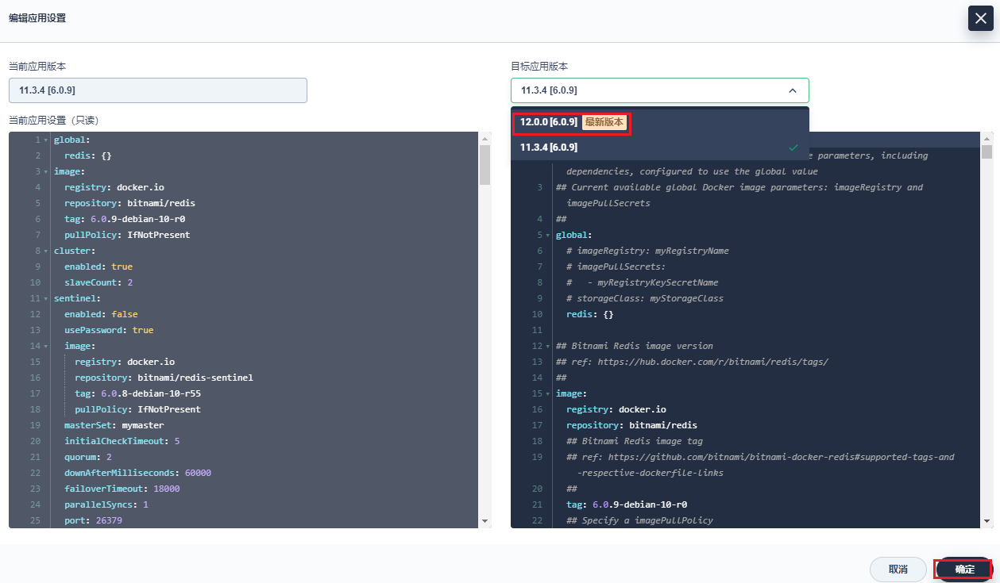 编辑应用设置
当前应用版本
11.3.4 [6.0.9]
当前应用设置（只读）
1 global:
2 redis: {}
3 image:
4 registry: docker.io
5 repository: bitnami/redis
6 tag: 6.0.9-debian-10-r0
7 pullPolicy: IfNotPresent
8 cluster:
9 enabled: true
10 slaveCount: 2
11 sentinel:
12 enabled: false
13 usePassword: true
14 image:
15 registry: docker.io
16 repository: bitnami/redis-sentinel
17 tag: 6.0.8-debian-10-r55
18 pullPolicy: IfNotPresent
19 masterSet: mymaster
20 initialCheckTimeout: 5
21 quorum: 2
22 downAfterMilliseconds: 60000
23 failoverTimeout: 18000
24 parallelSyncs: 1
25 port: 26379
目标应用版本
11.3.4 [6.0.9]
12.0.0 [6.0.9] 最新版本
11.3.4 [6.0.9]
e parameters, including
dependencies, configured to use the global value
3 ## Current available global Docker image parameters: imageRegistry and
imagePullSecrets
4 ##
5 global:
6 # imageRegistry: myRegistryName
7 # imagePullSecrets:
8 #   - myRegistryKeySecretName
9 # storageClass: myStorageClass
10 redis: {}
11
12 ## Bitnami Redis image version
13 ## ref: https://hub.docker.com/r/bitnami/redis/tags/
14 ##
15 image:
16 registry: docker.io
17 repository: bitnami/redis
18 ## Bitnami Redis image tag
19 ## ref: https://github.com/bitnami/bitnami-docker-redis#supported-tags-and
-respective-dockerfile-links
20 ##
21 tag: 6.0.9-debian-10-r0
22 ## Specify a imagePullPolicy
取消
确定